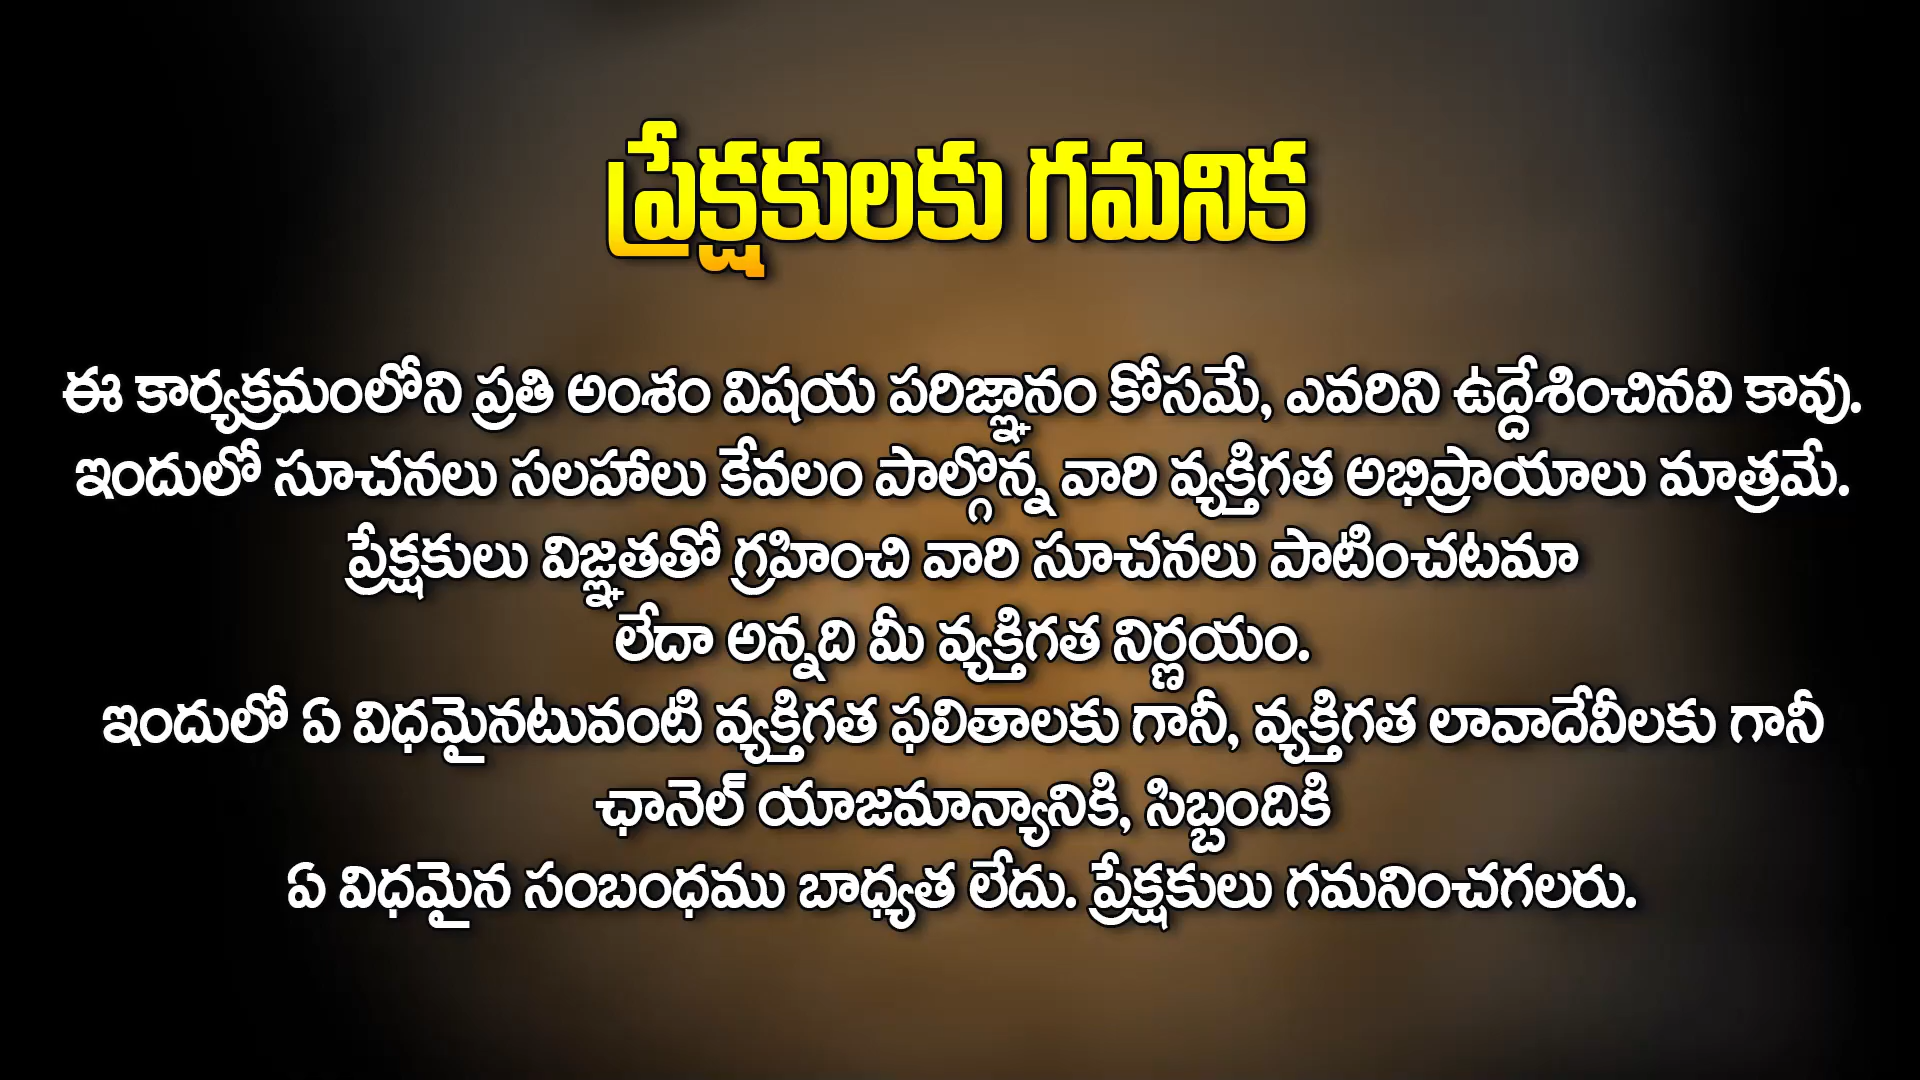 ప్రేక్షకులకు గమనిక
ఈ కార్యక్రమంలోని ప్రతి అంశం విషయ పరిజ్ఞానం కోసమే, ఎవరిని ఉద్దేశించినవి కావు.
ఇందులో సూచనలు సలహాలు కేవలం పాల్గొన్న వారి వ్యక్తిగత అభిప్రాయాలు మాత్రమే.
ప్రేక్షకులు విజ్ఞతతో గ్రహించి వారి సూచనలు పాటించటమా
లేదా అన్నది మీ వ్యక్తిగత నిర్ణయం.
ఇందులో ఏ విధమైనటువంటి వ్యక్తిగత ఫలితాలకు గానీ, వ్యక్తిగత లావాదేవీలకు గానీ
ఛానెల్ యాజమాన్యానికి, సిబ్బందికి
ఏ విధమైన సంబంధము బాధ్యత లేదు. ప్రేక్షకులు గమనించగలరు.